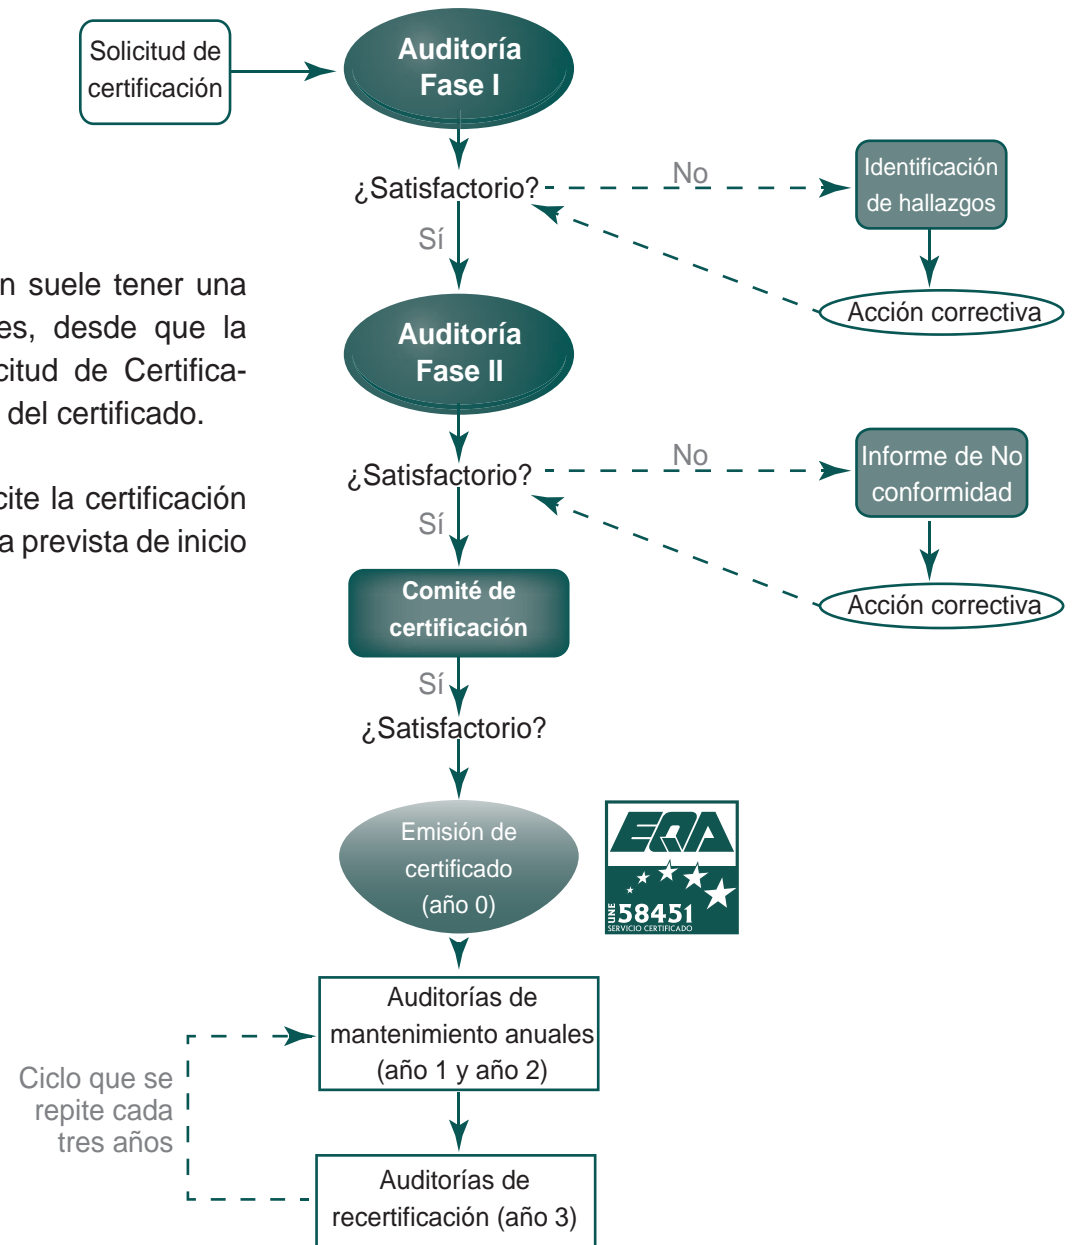 Solicitud de
certificación
Auditoría
Fase I
¿Satisfactorio?
No
Identificación
de hallazgos
Sí
Acción correctiva
n suele tener una
es, desde que la
citud de Certifica-
del certificado.
Auditoría
Fase II
¿Satisfactorio?
No
Informe de No
conformidad
cite la certificación
a prevista de inicio
Sí
Acción correctiva
Comité de
certificación
Sí
¿Satisfactorio?
Emisión de
certificado
(año 0)
EQA
UNE
58451
SERVICIO CERTIFICADO
Auditorías de
mantenimiento anuales
(año 1 y año 2)
Ciclo que se
repite cada
tres años
Auditorías de
recertificación (año 3)